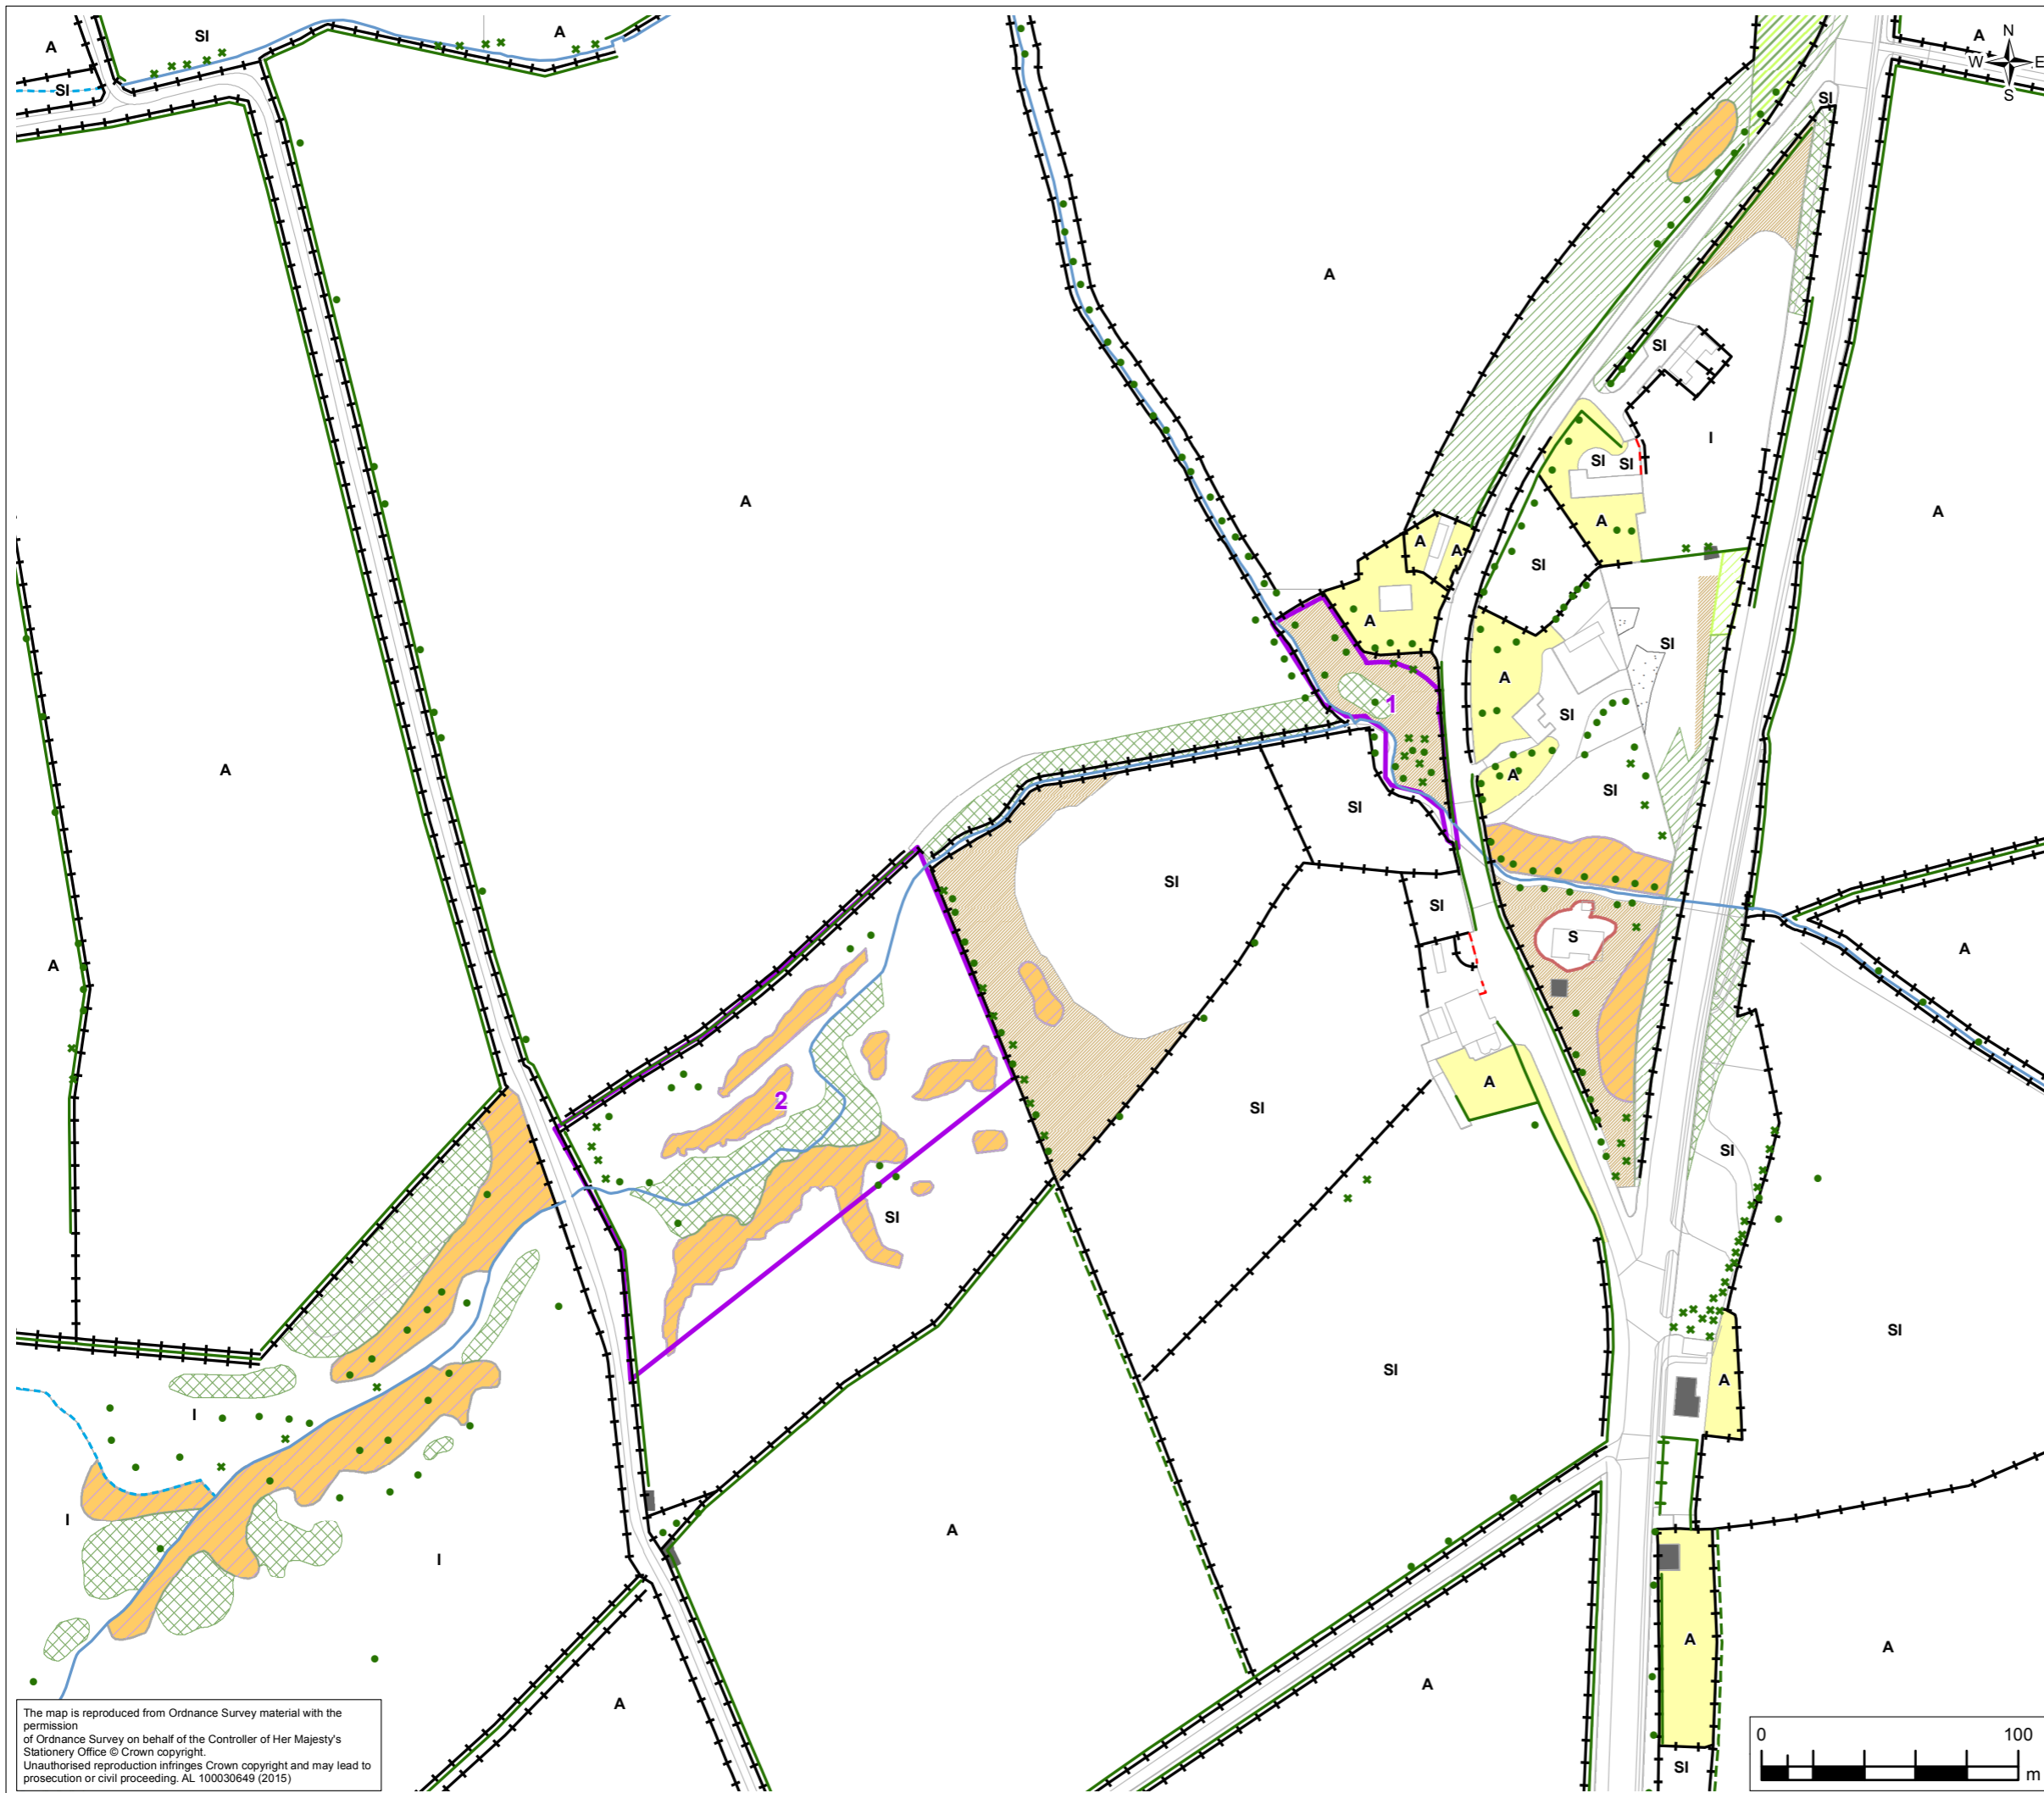 A
SI
A
A
N
W
E
S
SI
SI
A
SI
I
A
A
SI
SI
A
A
A
A
SI
A
SI
A
A
1
SI
A
A
SI
SI
SI
SI
A
S
A
A
2
A
SI
SI
SI
SI
SI
A
I
I
A
I
A
A
A
A
SI
The map is reproduced from Ordnance Survey material with the
permission
of Ordnance Survey on behalf of the Controller of Her Majesty's
Stationery Office © Crown copyright.
Unauthorised reproduction infringes Crown copyright and may lead to
prosecution or civil proceeding. AL 100030649 (2015)
0 100
m